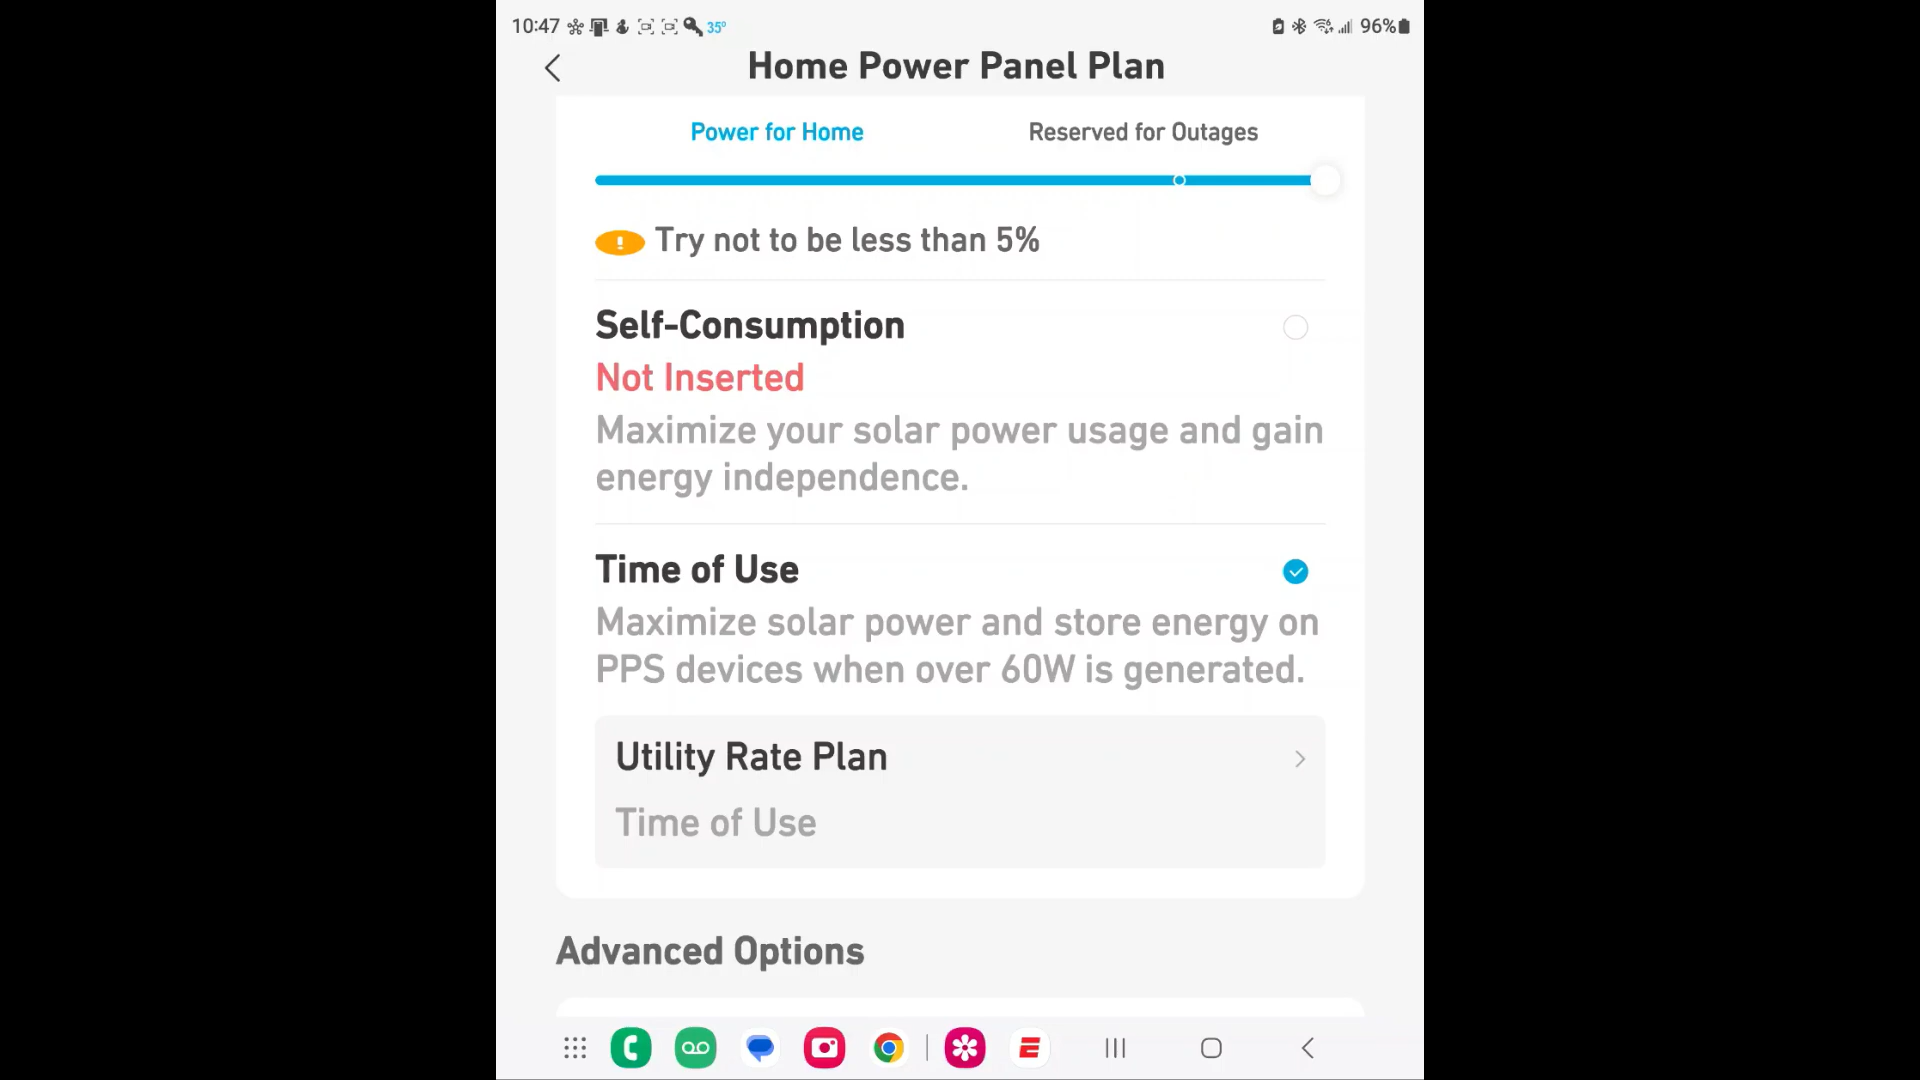 10:47 35° 96%
Home Power Panel Plan
Power for Home Reserved for Outages
Try not to be less than 5%
Self-Consumption
Not Inserted
Maximize your solar power usage and gain
energy independence.
Time of Use
Maximize solar power and store energy on
PPS devices when over 60W is generated.
Utility Rate Plan
Time of Use
Advanced Options